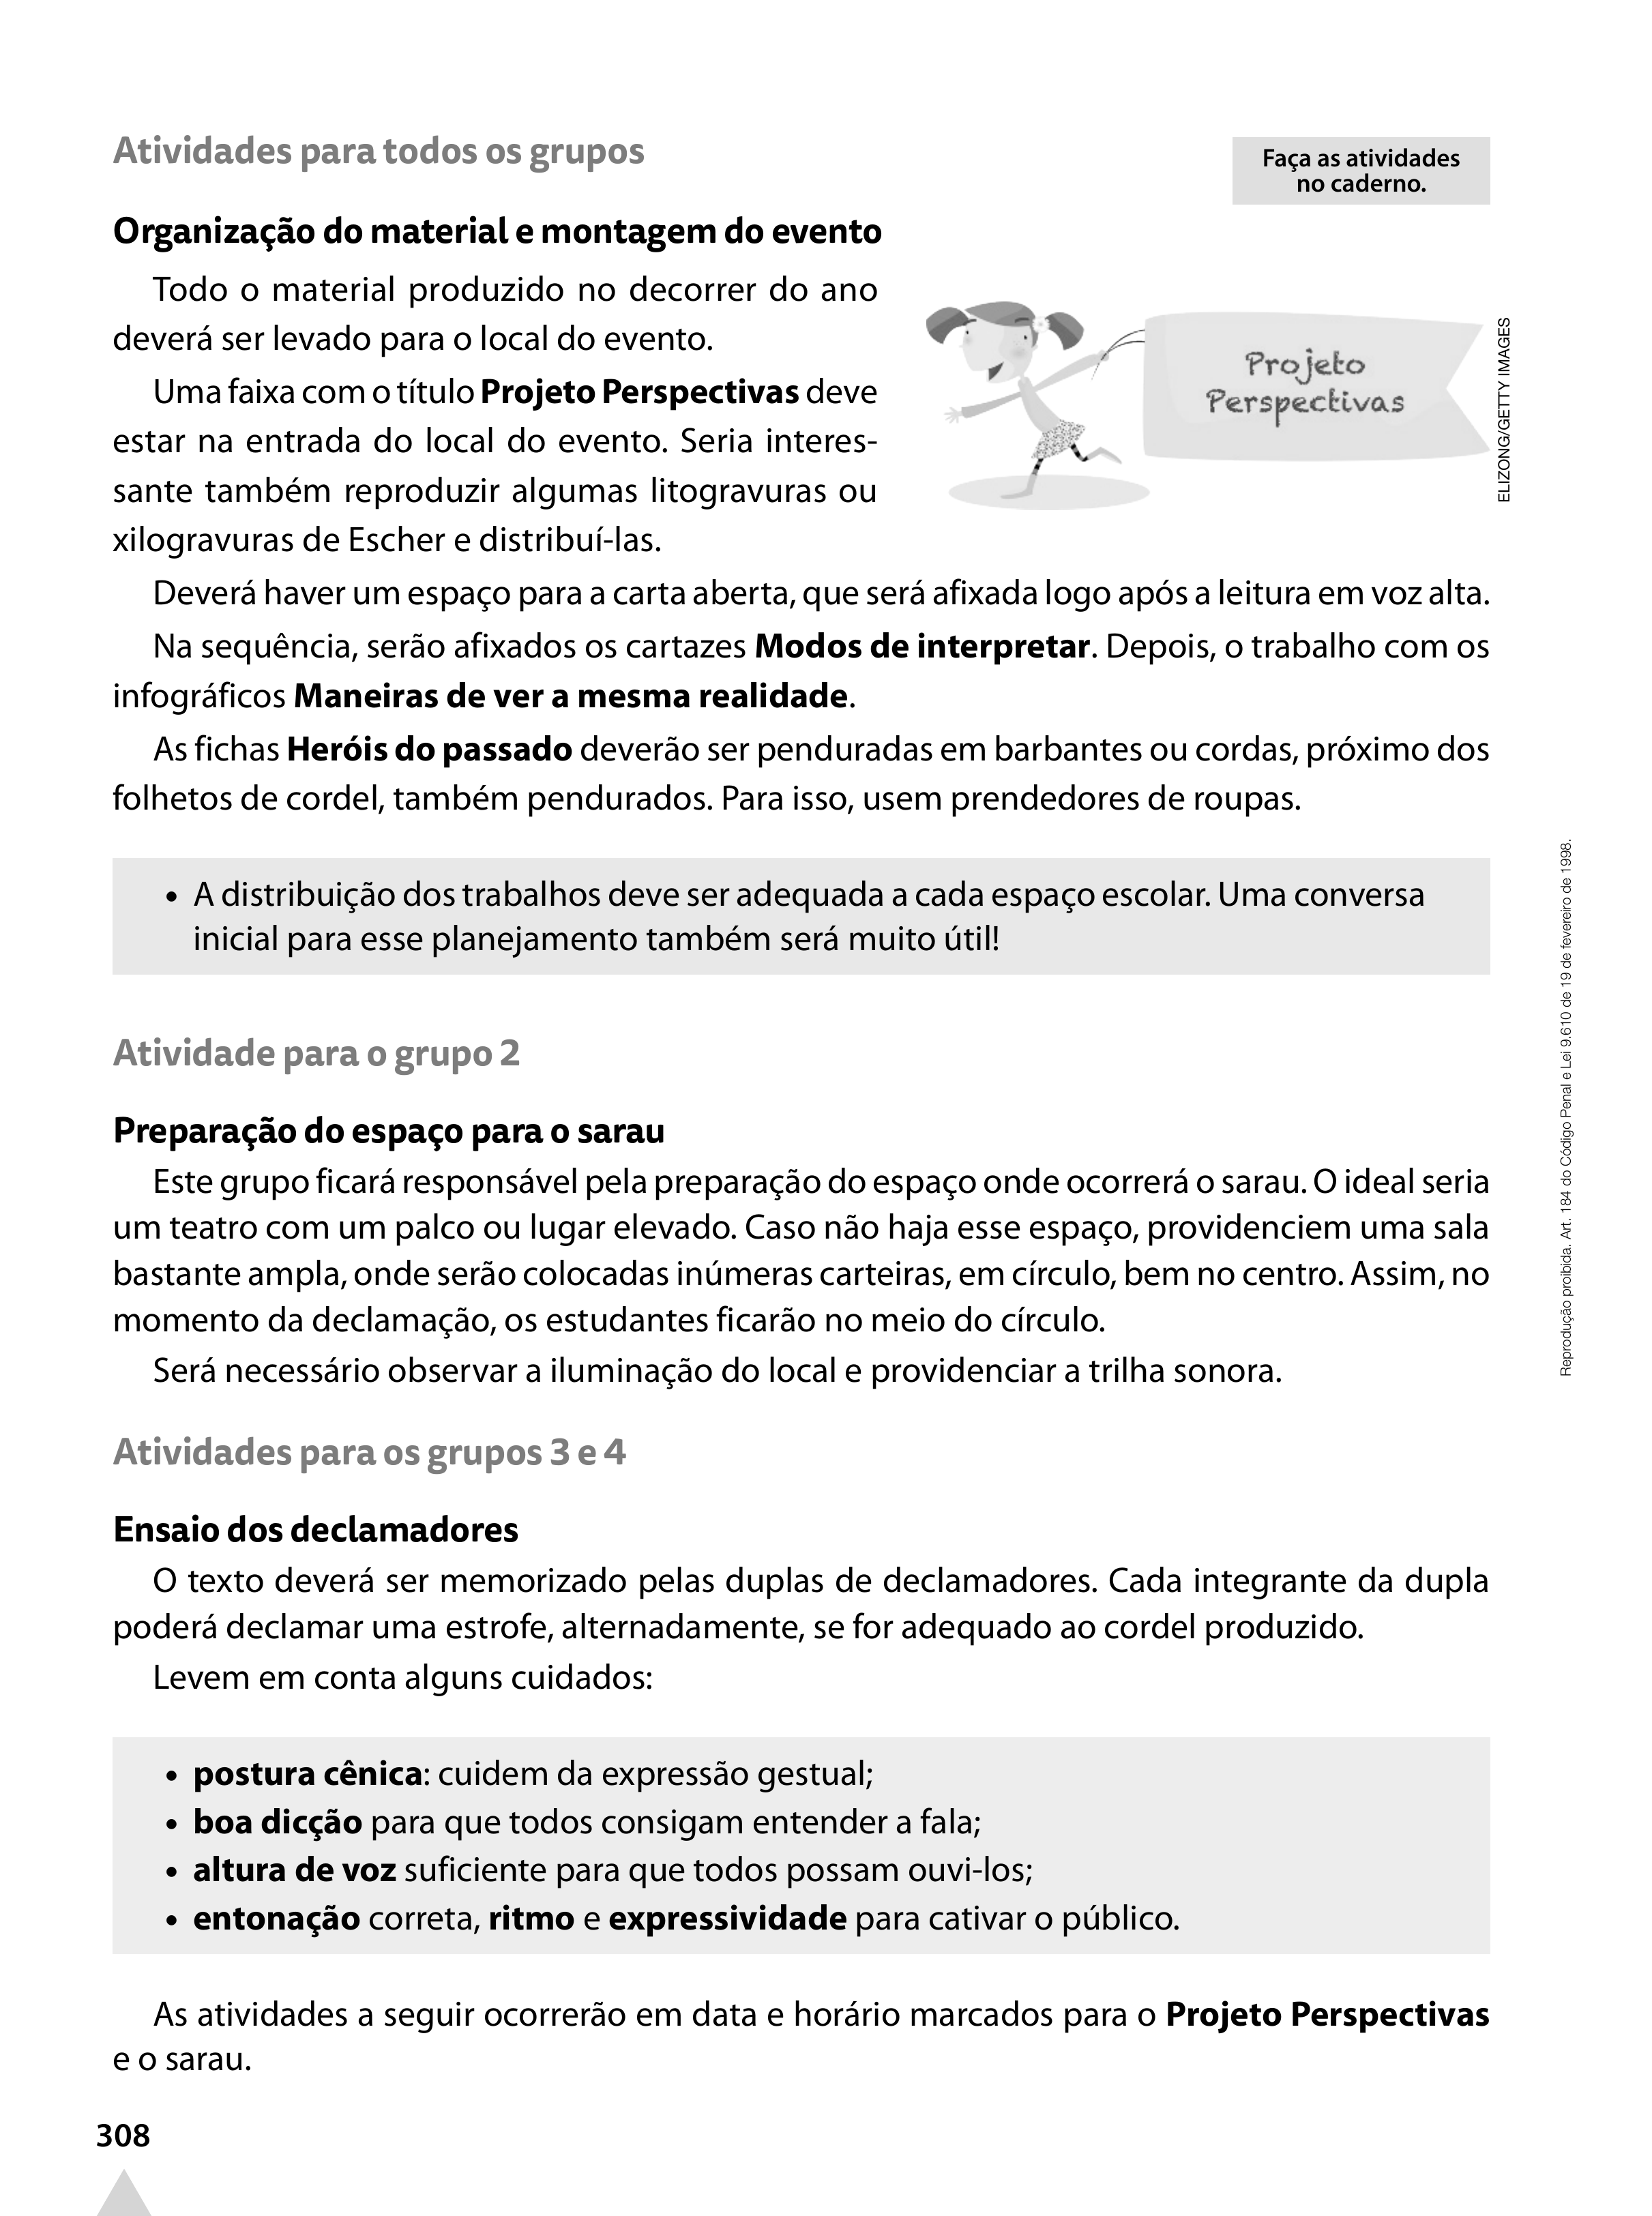 Atividades para todos os grupos
Faça as atividades
no caderno.
Organização do material e montagem do evento
Todo o material produzido no decorrer do ano
deverá ser levado para o local do evento.
Uma faixa com o título Projeto Perspectivas deve
estar na entrada do local do evento. Seria interes-
sante também reproduzir algumas litogravuras ou
xilogravuras de Escher e distribuí-las.
Projeto
Perspectivas
ELIZONG/GETTY IMAGES
Deverá haver um espaço para a carta aberta, que será afixada logo após a leitura em voz alta.
Na sequência, serão afixados os cartazes Modos de interpretar. Depois, o trabalho com os
infográficos Maneiras de ver a mesma realidade.
As fichas Heróis do passado deverão ser penduradas em barbantes ou cordas, próximo dos
folhetos de cordel, também pendurados. Para isso, usem prendedores de roupas.
• A distribuição dos trabalhos deve ser adequada a cada espaço escolar. Uma conversa
inicial para esse planejamento também será muito útil!
Atividade para o grupo 2
Preparação do espaço para o sarau
Este grupo ficará responsável pela preparação do espaço onde ocorrerá o sarau. O ideal seria
um teatro com um palco ou lugar elevado. Caso não haja esse espaço, providenciem uma sala
bastante ampla, onde serão colocadas inúmeras carteiras, em círculo, bem no centro. Assim, no
momento da declamação, os estudantes ficarão no meio do círculo.
Será necessário observar a iluminação do local e providenciar a trilha sonora.
Atividades para os grupos 3 e 4
Ensaio dos declamadores
O texto deverá ser memorizado pelas duplas de declamadores. Cada integrante da dupla
poderá declamar uma estrofe, alternadamente, se for adequado ao cordel produzido.
Levem em conta alguns cuidados:
• postura cênica: cuidem da expressão gestual;
• boa dicção para que todos consigam entender a fala;
• altura de voz suficiente para que todos possam ouvi-los;
• entonação correta, ritmo e expressividade para cativar o público.
As atividades a seguir ocorrerão em data e horário marcados para o Projeto Perspectivas
e o sarau.
308
Reprodução proibida. Art. 184 do Código Penal e Lei 9.610 de 19 de fevereiro de 1998.